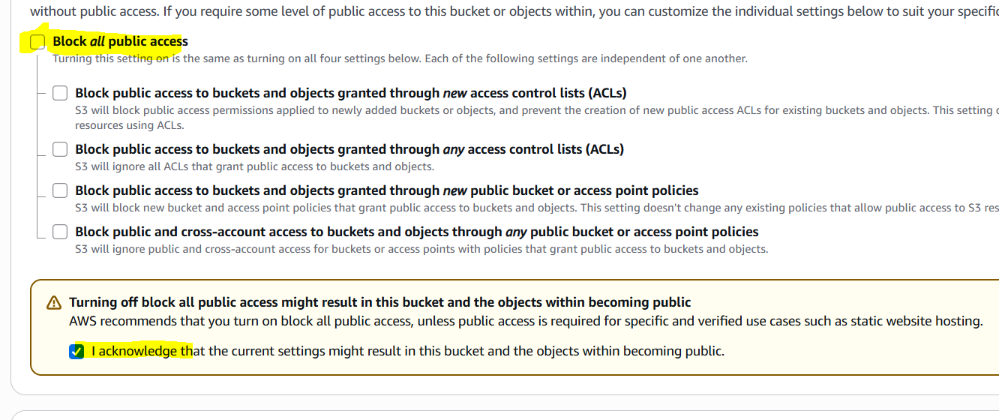 without public access. If you require some level of public access to this bucket or objects within, you can customize the individual settings below to suit your specific
Block all public access
Turning this setting on is the same as turning on all four settings below. Each of the following settings are independent of one another.
Block public access to buckets and objects granted through new access control lists (ACLs)
S3 will block public access permissions applied to newly added buckets or objects, and prevent the creation of new public access ACLs for existing buckets and objects. This setting
resources using ACLs.
Block public access to buckets and objects granted through any access control lists (ACLs)
S3 will ignore all ACLs that grant public access to buckets and objects.
Block public access to buckets and objects granted through new public bucket or access point policies
S3 will block new bucket and access point policies that grant public access to buckets and objects. This setting doesn't change any existing policies that allow public access to S3 res
Block public and cross-account access to buckets and objects through any public bucket or access point policies
S3 will ignore public and cross-account access for buckets or access points with policies that grant public access to buckets and objects.
Turning off block all public access might result in this bucket and the objects within becoming public
AWS recommends that you turn on block all public access, unless public access is required for specific and verified use cases such as static website hosting.
I acknowledge that the current settings might result in this bucket and the objects within becoming public.